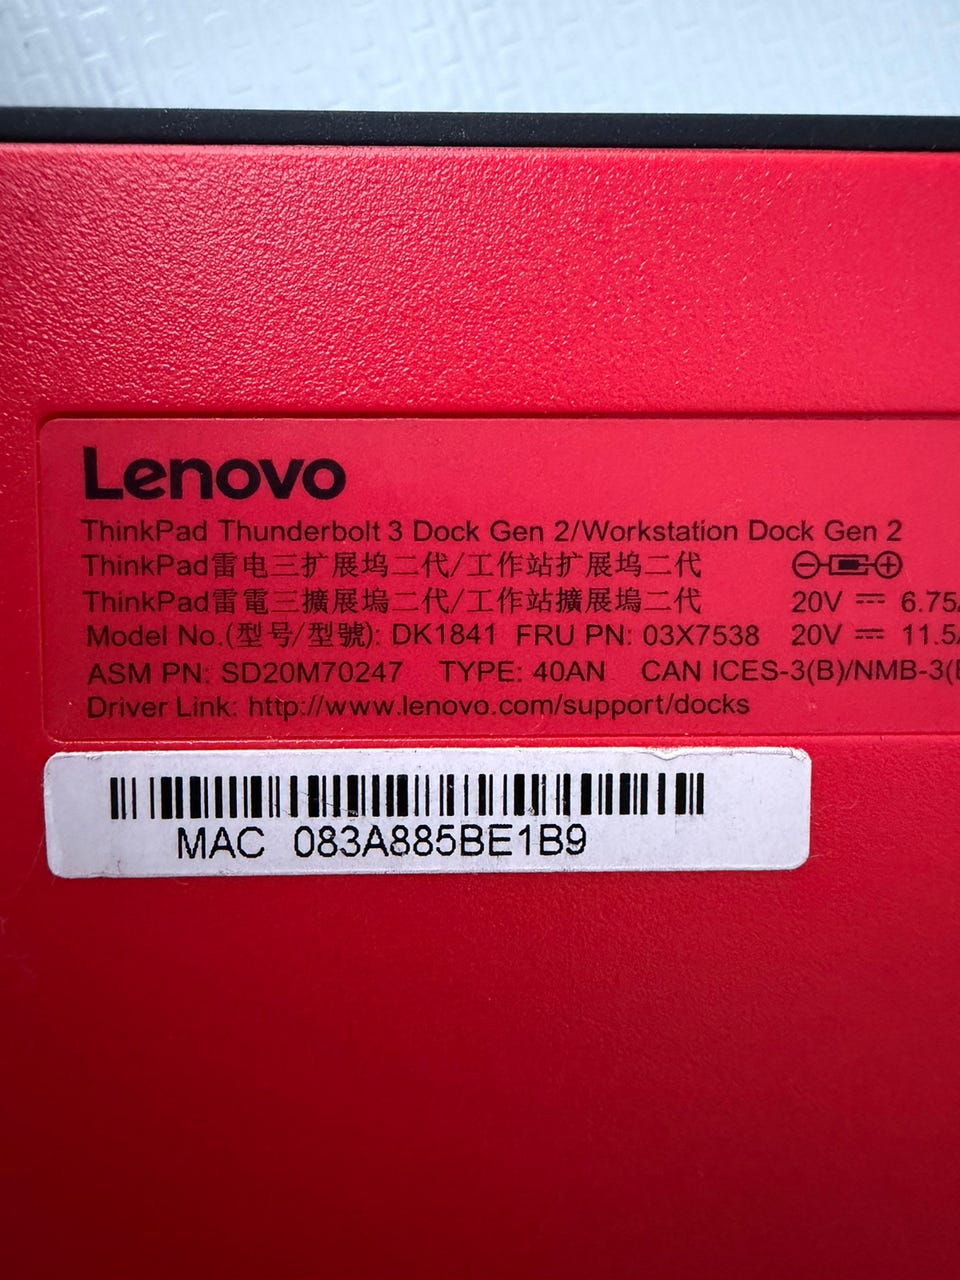 Lenovo
ThinkPad Thunderbolt 3 Dock Gen 2/Workstation Dock Gen 2
ThinkPad雷电三扩展坞二代/工作站扩展坞二代
ThinkPad雷電三擴展塢二代/工作站擴展塢二代 20V ⎓ 6.75
Model No.(型号/型號): DK1841 FRU PN: 03X7538 20V ⎓ 11.5
ASM PN: SD20M70247 TYPE: 40AN CAN ICES-3(B)/NMB-3(
Driver Link: http://www.lenovo.com/support/docks
MAC 083A885BE1B9